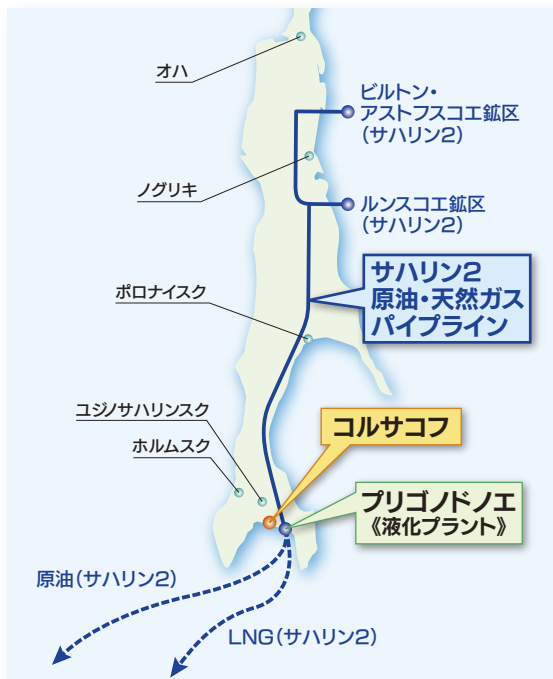 オハ
ビルトン・
アストフスコエ鉱区
（サハリン2）
ノグリキ
ルンスコエ鉱区
（サハリン2）
サハリン2
原油・天然ガス
パイプライン
ポロナイスク
ユジノサハリンスク
コルサコフ
ホルムスク
プリゴノドノエ
《液化プラント》
原油（サハリン2）
LNG（サハリン2）